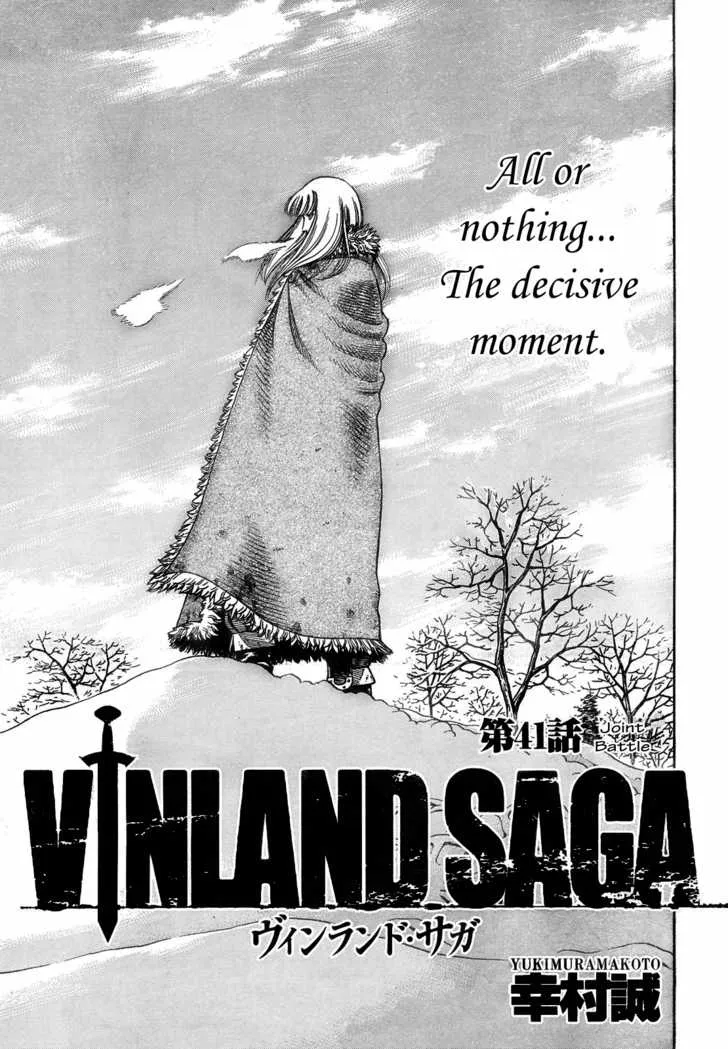 All or
nothing...
The decisive
moment.
第41話
Joint
Battle
VINLAND SAGA
ヴィンランド・サガ
YUKIMURAMAKOTO
幸村誠